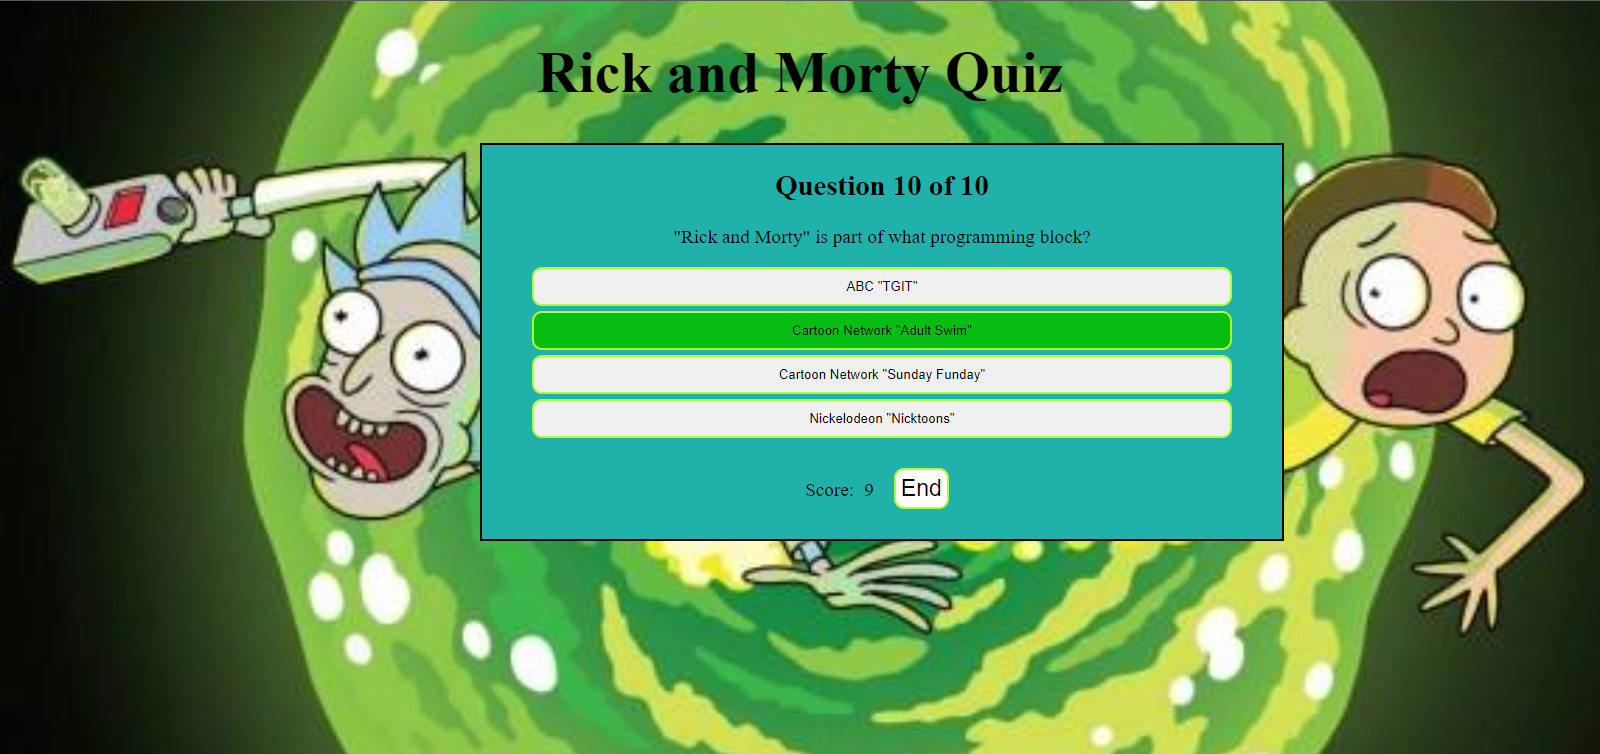 Rick and Morty Quiz
Question 10 of 10
"Rick and Morty" is part of what programming block?
ABC "TGIT"
Cartoon Network "Adult Swim"
Cartoon Network "Sunday Funday"
Nickelodeon "Nicktoons"
Score: 9 End